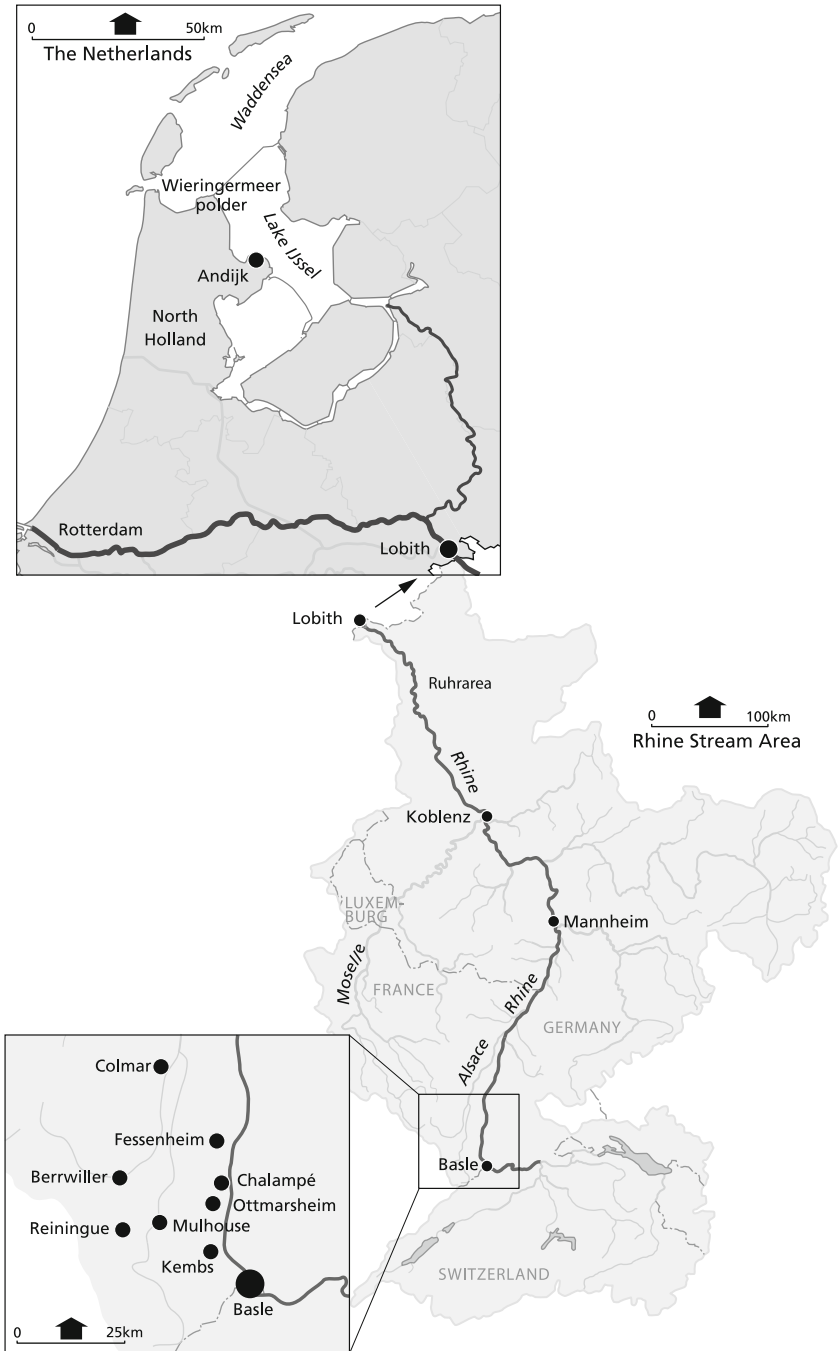 0 50km
The Netherlands
Waddensea
Wieringermeer
polder
Lake IJssel
Andijk
North
Holland
Rotterdam
Lobith
Lobith
Ruhrarea
0 100km
Rhine Stream Area
Rhine
Koblenz
LUXEM-
BURG
Mannheim
Moselle
FRANCE
Rhine
GERMANY
Alsace
Basle
SWITZERLAND
Colmar
Fessenheim
Berrwiller
Chalampé
Ottmarsheim
Reiningue
Mulhouse
Kembs
Basle
0 25km